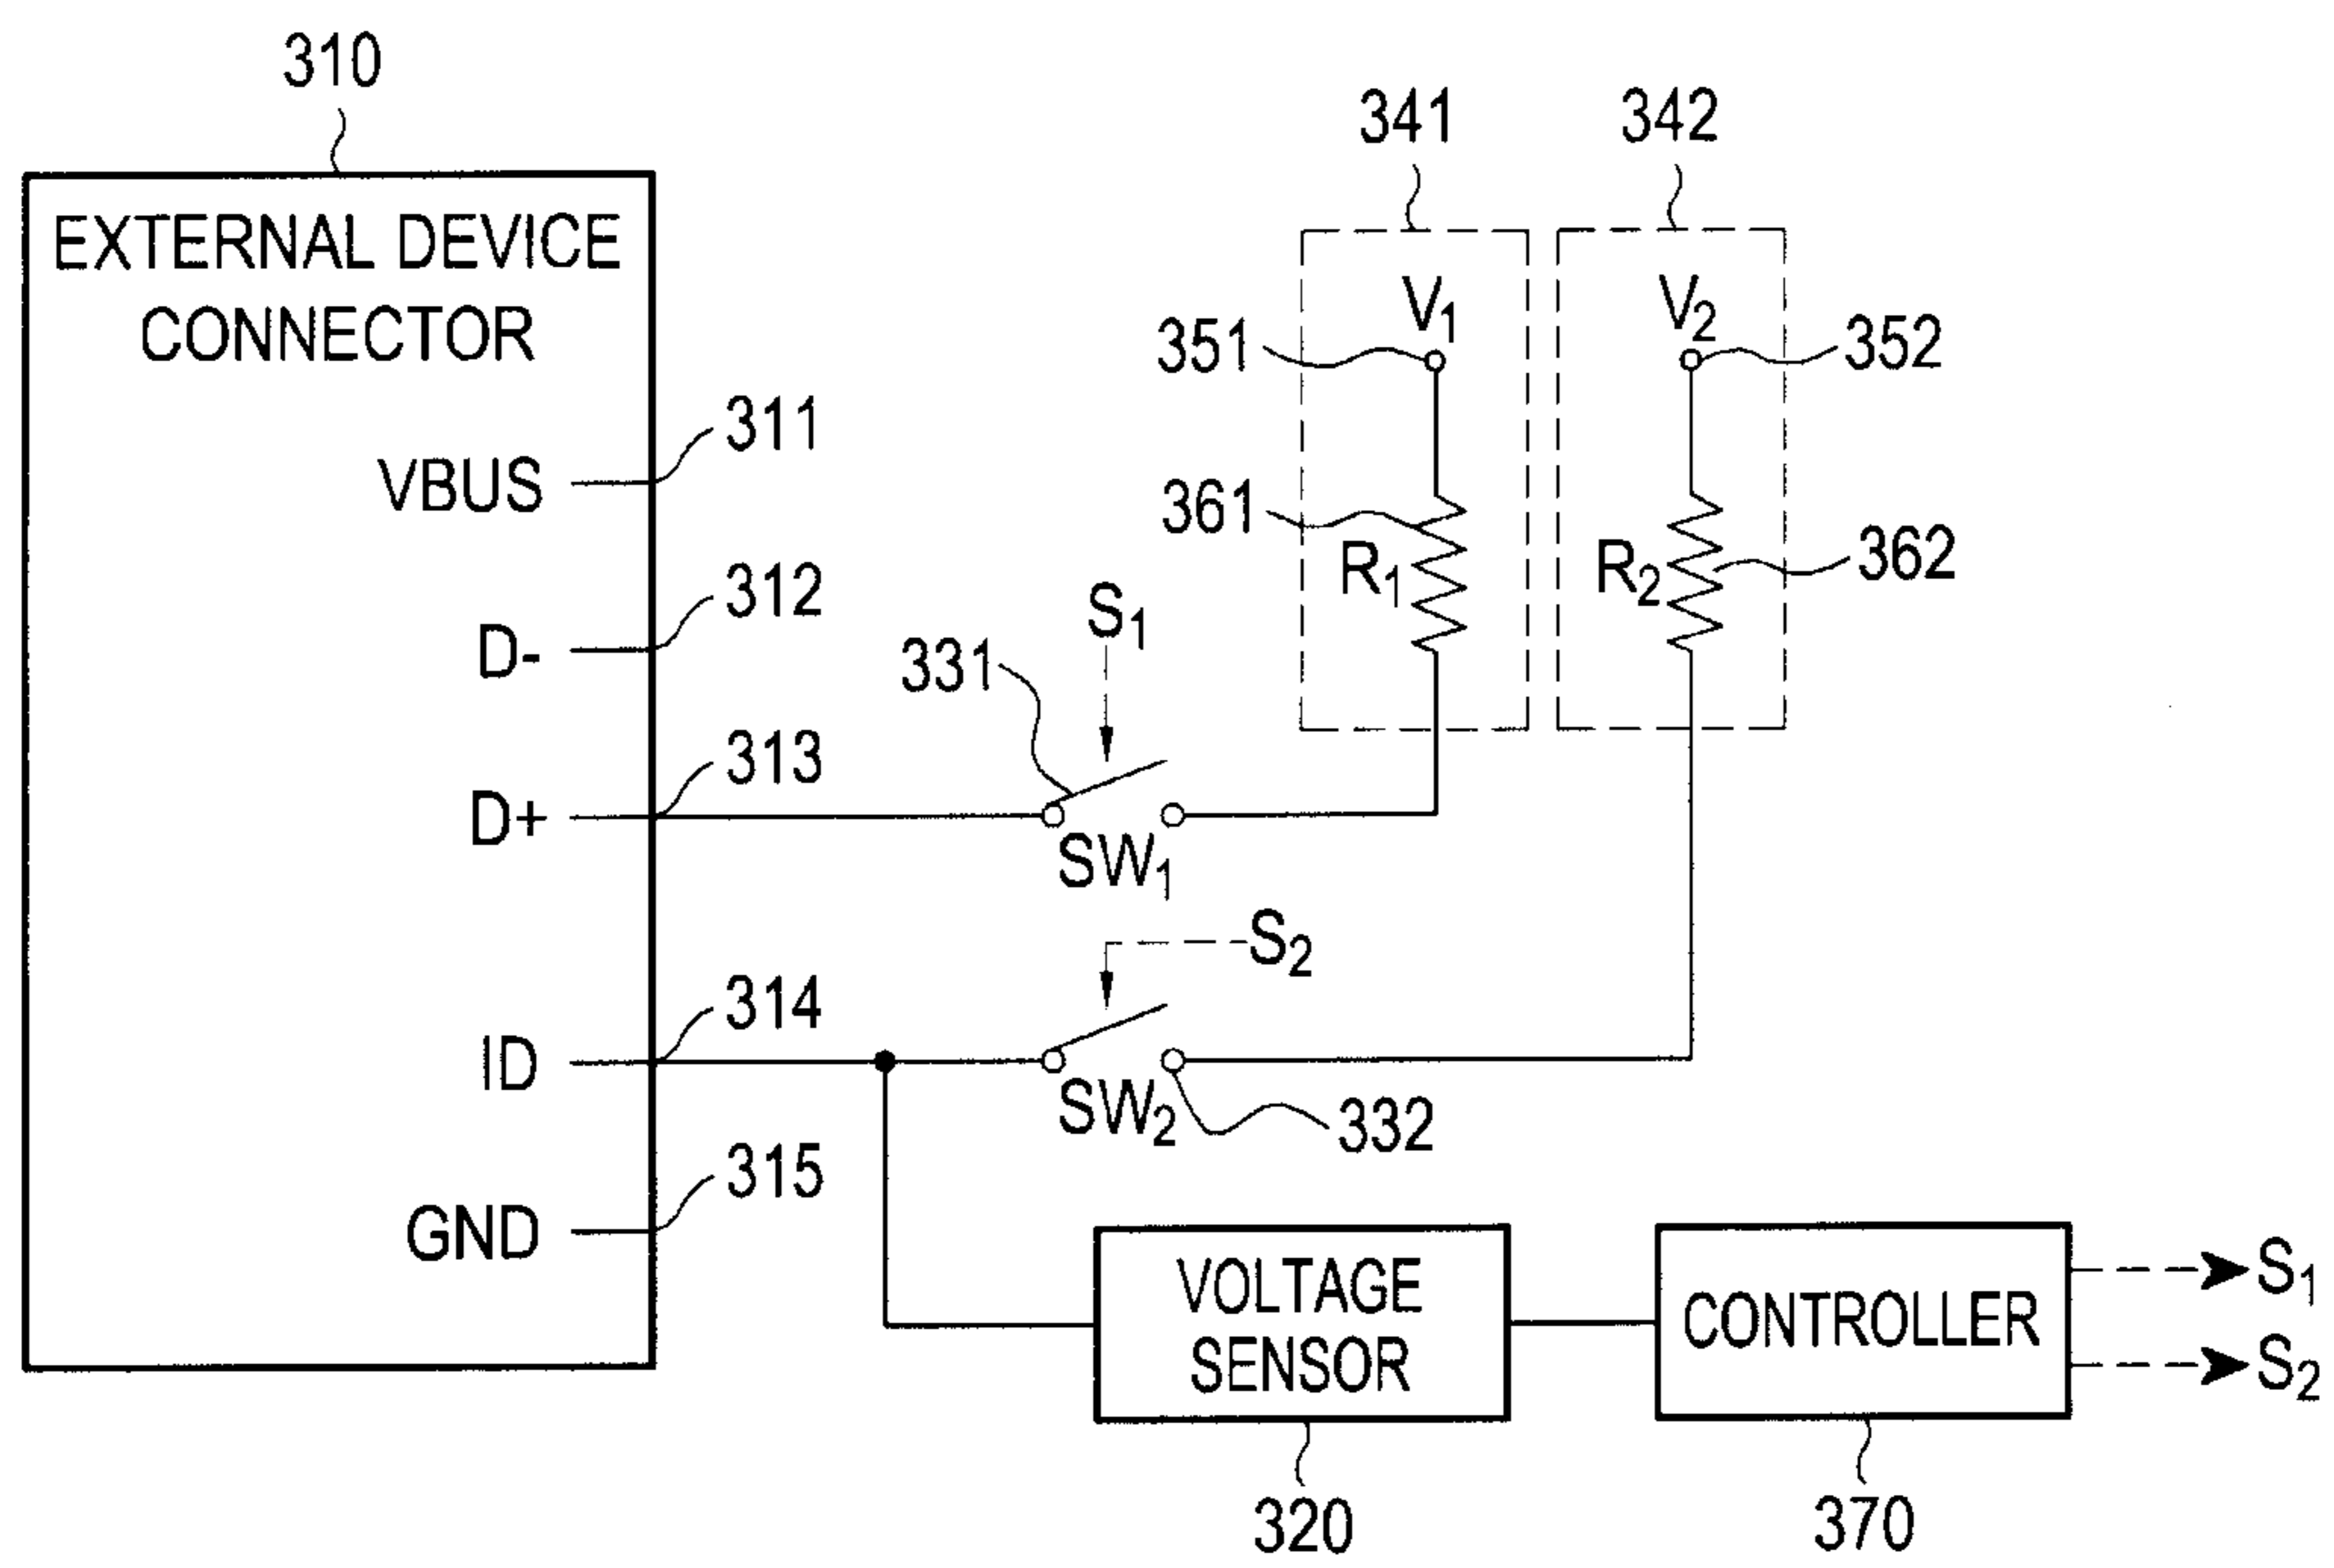 310
341
342
EXTERNAL DEVICE
CONNECTOR
V1
V2
351
352
VBUS
311
361
R1
R2
362
D-
312
S1
331
D+
313
SW1
S2
ID
314
SW2
332
GND
315
VOLTAGE
SENSOR
CONTROLLER
S1
S2
320
370